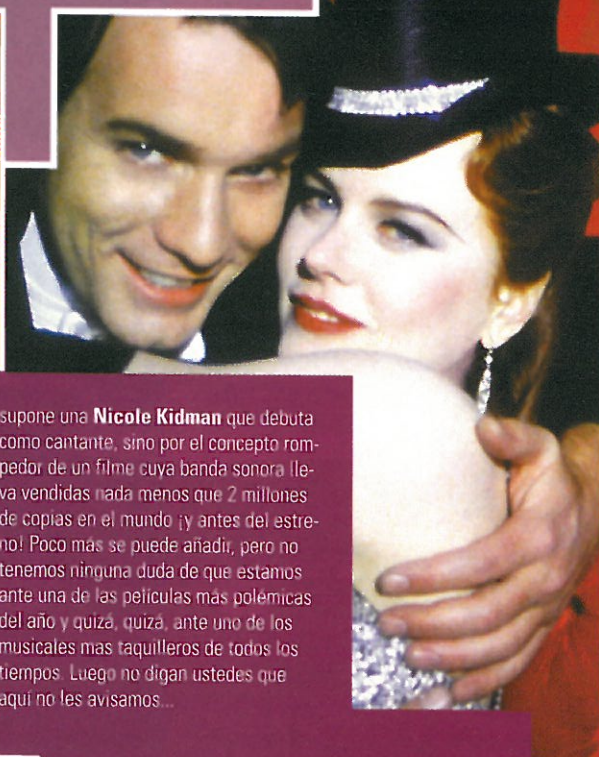 supone una Nicole Kidman que debuta
como cantante, sino por el concepto rom-
pedor de un filme cuya banda sonora lle-
va vendidas nada menos que 2 millones
de copias en el mundo ¡y antes del estre-
no! Poco más se puede añadir, pero no
tenemos ninguna duda de que estamos
ante una de las películas más polémicas
del año y quizá, quizá, ante uno de los
musicales mas taquilleros de todos los
tiempos. Luego no digan ustedes que
aquí no les avisamos...